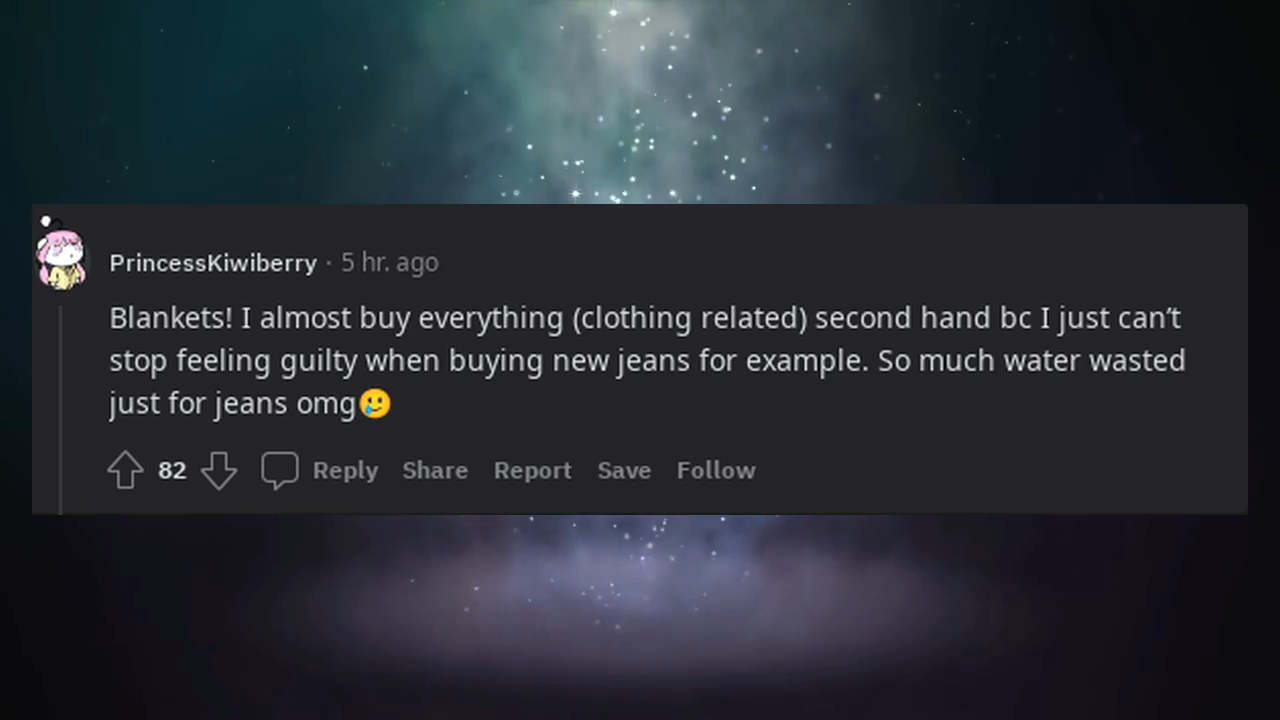 PrincessKiwiberry · 5 hr. ago
Blankets! I almost buy everything (clothing related) second hand bc I just can’t
stop feeling guilty when buying new jeans for example. So much water wasted
just for jeans omg🥲
82 Reply Share Report Save Follow